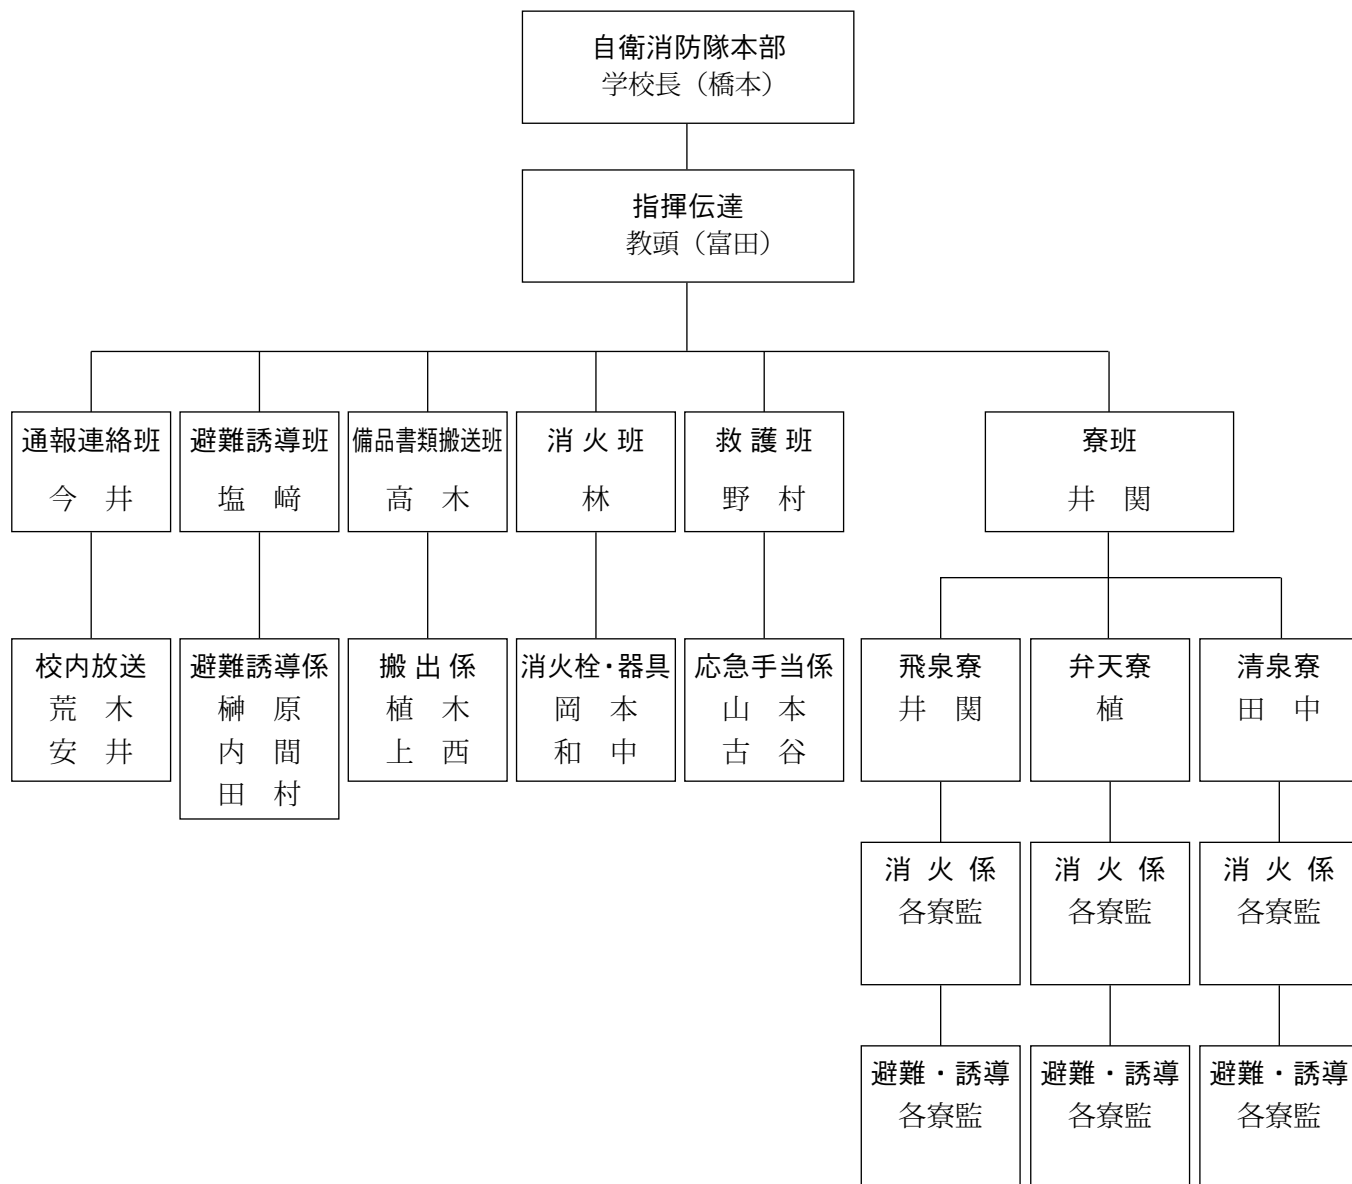 自衛消防隊本部
学校長（橋本）
指揮伝達
教頭（富田）
通報連絡班
今　井
避難誘導班
塩　﨑
備品書類搬送班
高　木
消 火 班
林
救 護 班
野　村
寮班
井　関
校内放送
荒　木
安　井
避難誘導係
榊　原
内　間
田　村
搬 出 係
植　木
上　西
消火栓・器具
岡　本
和　中
応急手当係
山　本
古　谷
飛泉寮
井　関
弁天寮
植
清泉寮
田　中
消 火 係
各寮監
消 火 係
各寮監
消 火 係
各寮監
避難・誘導
各寮監
避難・誘導
各寮監
避難・誘導
各寮監